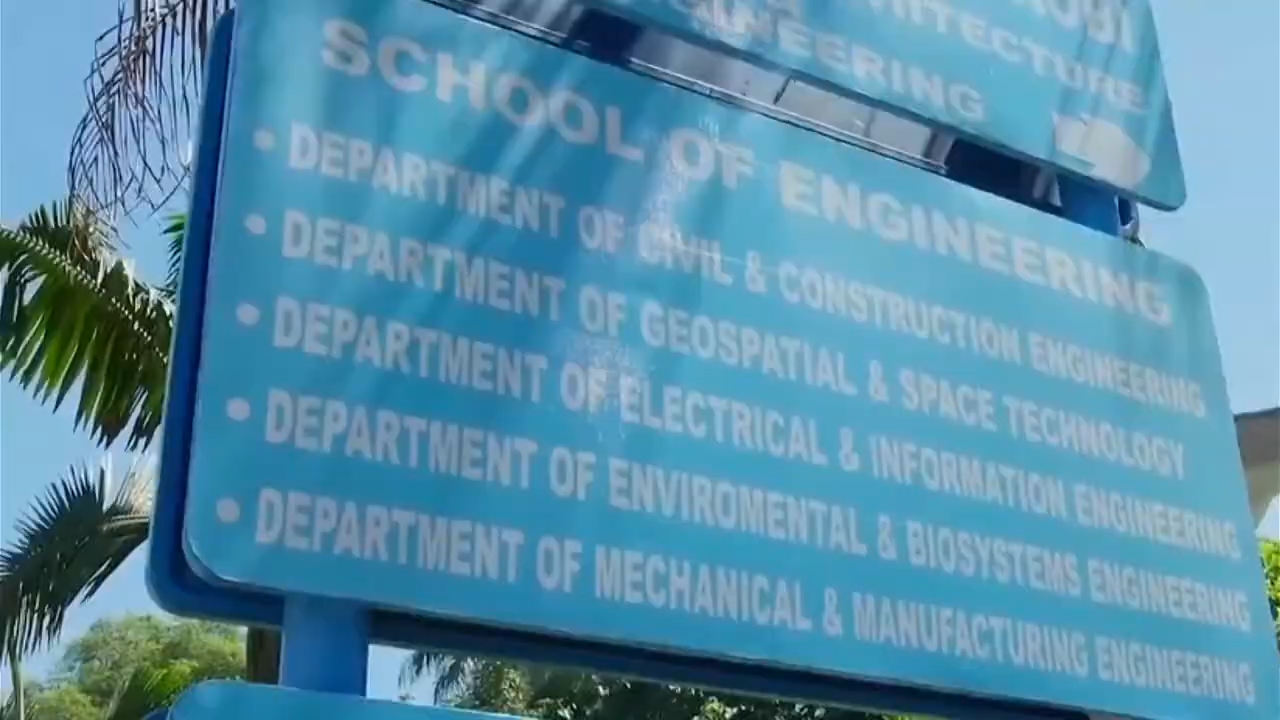 ARCHITECTURE
ENGINEERING
SCHOOL OF ENGINEERING
• DEPARTMENT OF CIVIL & CONSTRUCTION ENGINEERING
• DEPARTMENT OF GEOSPATIAL & SPACE TECHNOLOGY
• DEPARTMENT OF ELECTRICAL & INFORMATION ENGINEERING
• DEPARTMENT OF ENVIROMENTAL & BIOSYSTEMS ENGINEERING
• DEPARTMENT OF MECHANICAL & MANUFACTURING ENGINEERING